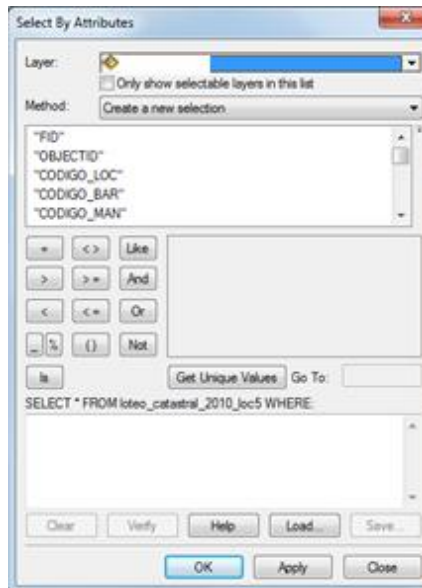 Select By Attributes
Layer:
Only show selectable layers in this list
Method: Create a new selection
"FID"
"OBJECTID"
"CODIGO_LOC"
"CODIGO_BAR"
"CODIGO_MAN"
= <> Like
> >= And
< <= Or
_ % () Not
Is Get Unique Values Go To:
SELECT * FROM loteo_catastral_2010_loc5 WHERE:
Clear Verify Help Load... Save...
OK Apply Close